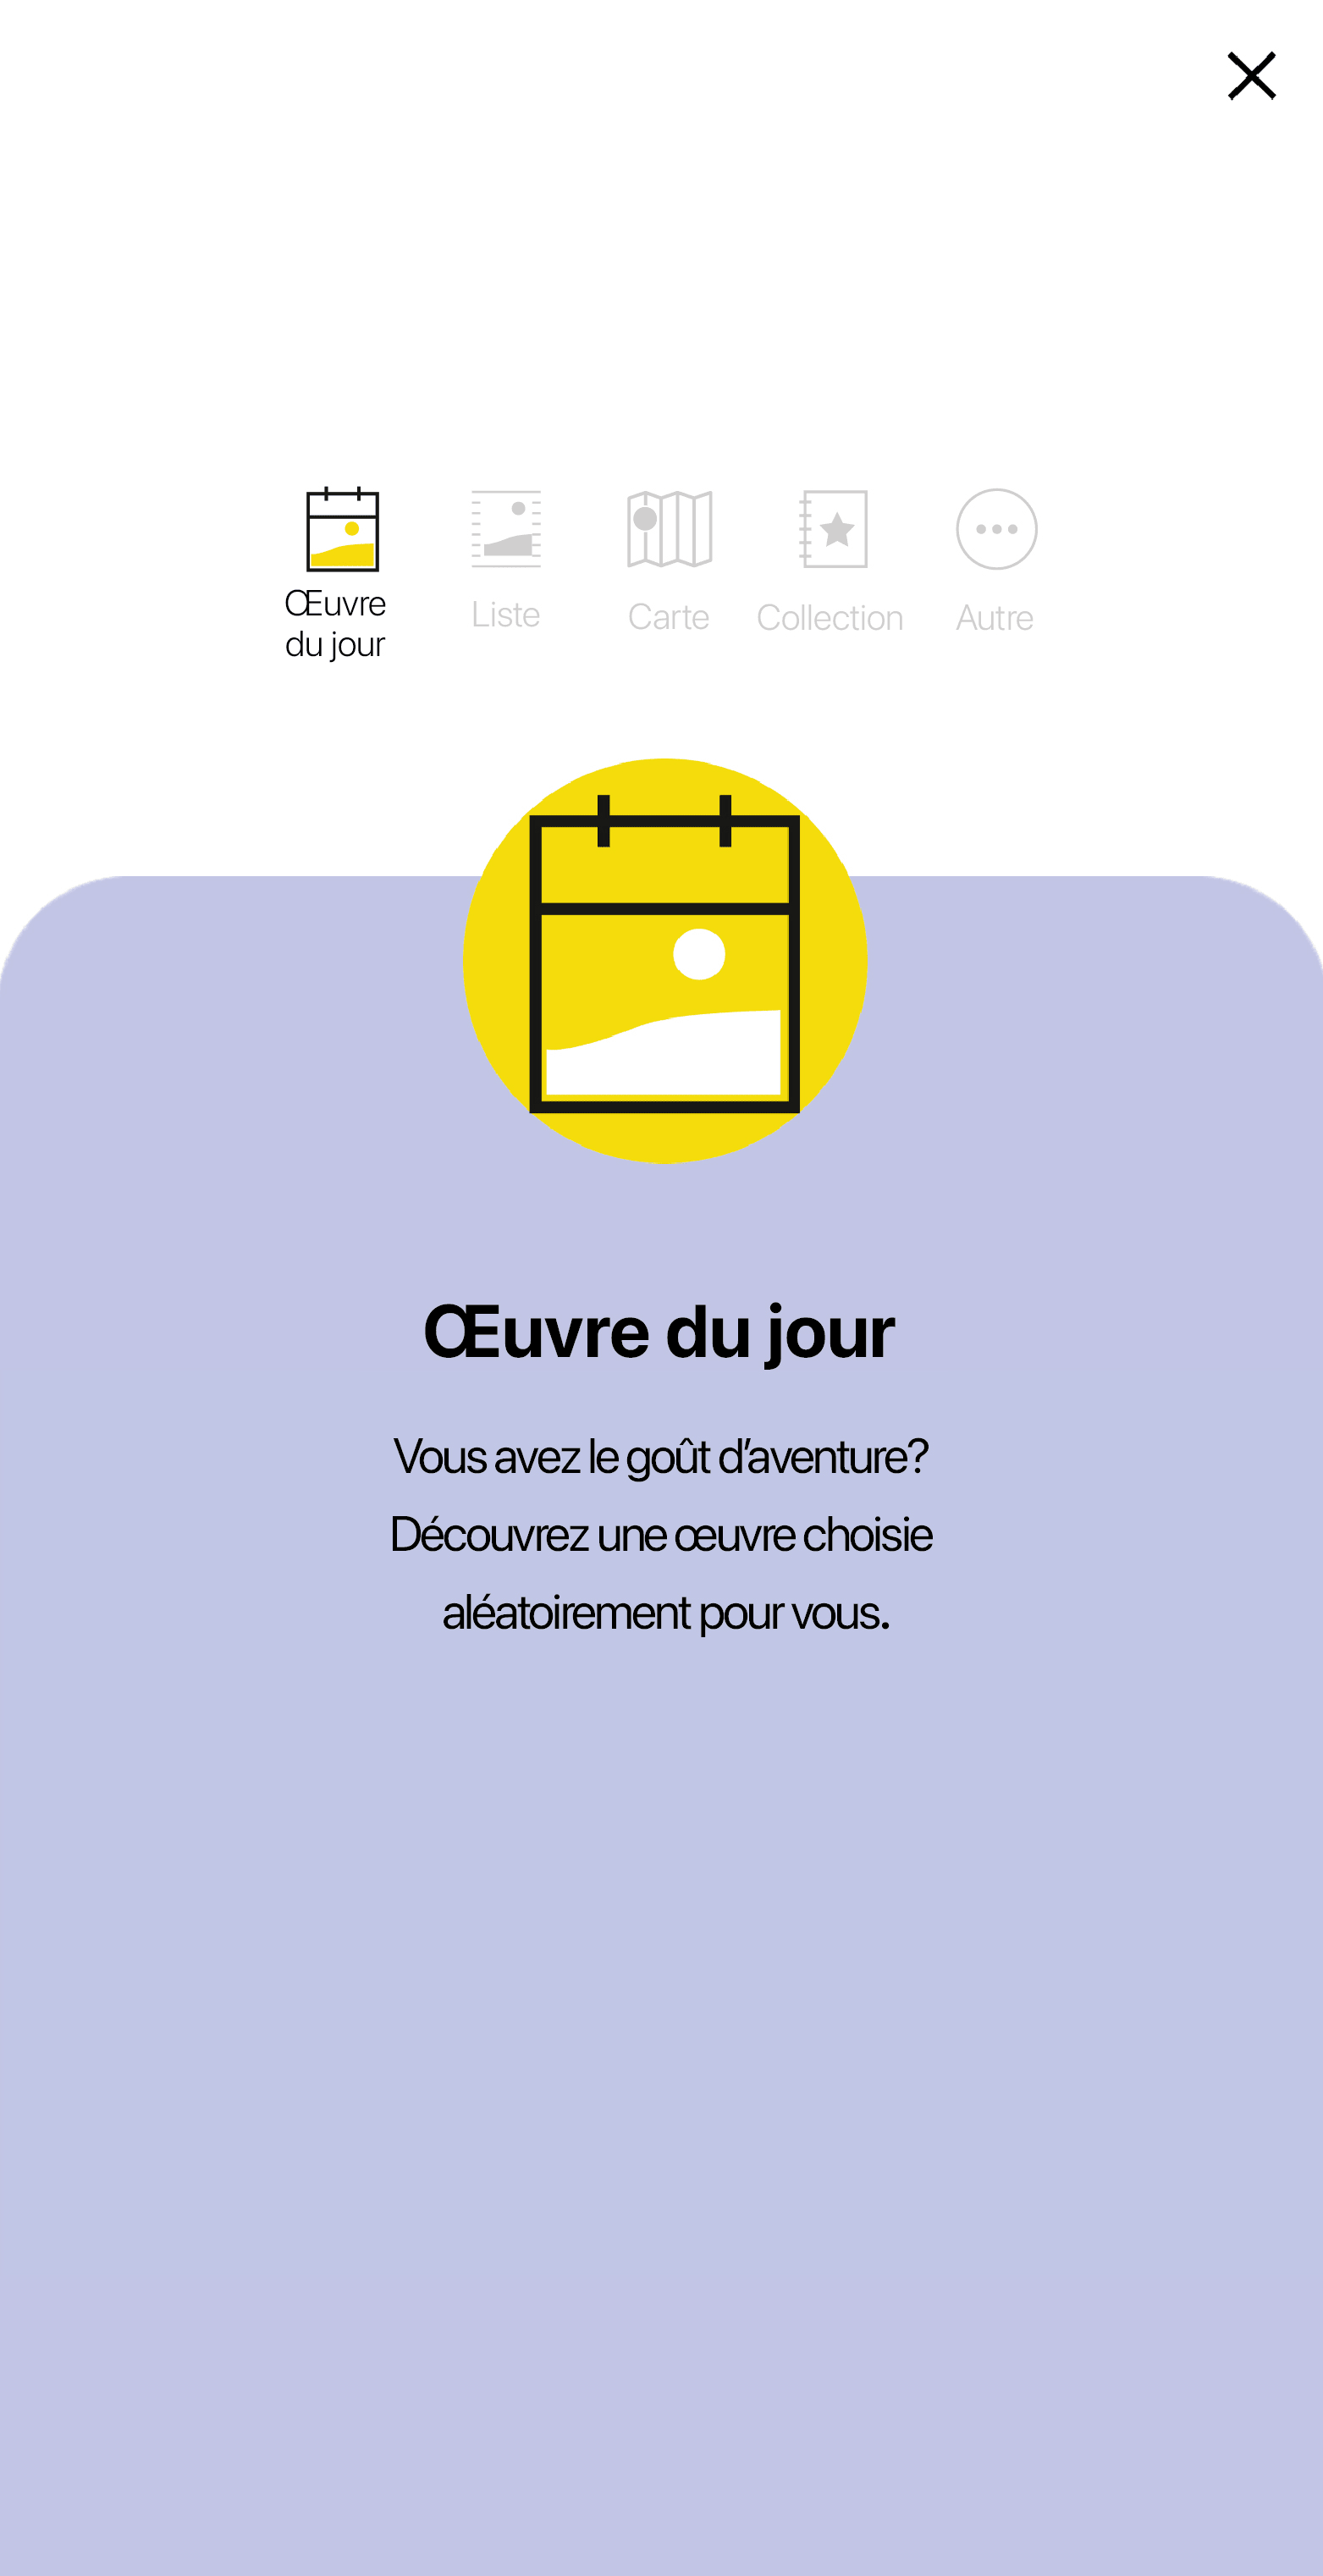 Œuvre
du jour
Liste
Carte
Collection
Autre
Œuvre du jour
Vous avez le goût d’aventure?
Découvrez une œuvre choisie
aléatoirement pour vous.